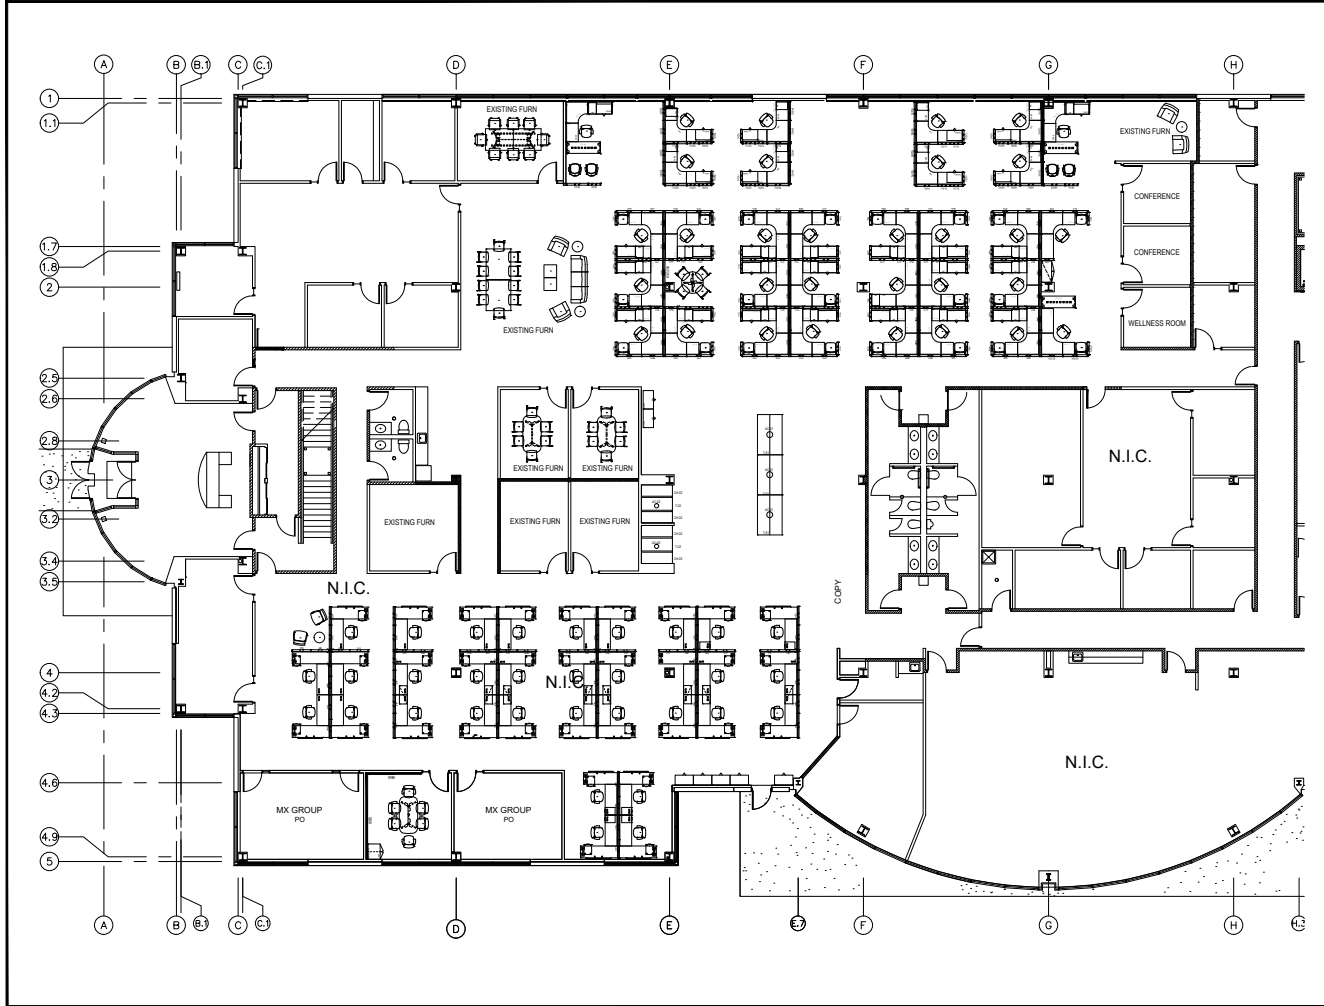 A
B
B.1
C
C.1
D
E
F
G
H
1
1.1
EXISTING FURN
EXISTING FURN
CONFERENCE
1.7
1.8
2
CONFERENCE
EXISTING FURN
WELLNESS ROOM
2.5
2.6
2.8
3
3.2
3.4
3.5
N.I.C.
EXISTING FURN
EXISTING FURN
EXISTING FURN
EXISTING FURN
EXISTING FURN
N.I.C.
COPY
4
4.2
4.3
N.I.C.
N.I.C.
4.6
MX GROUP
PO
MX GROUP
PO
4.9
5
A
B
B.1
C
C.1
D
E
E.7
F
G
H
H.3